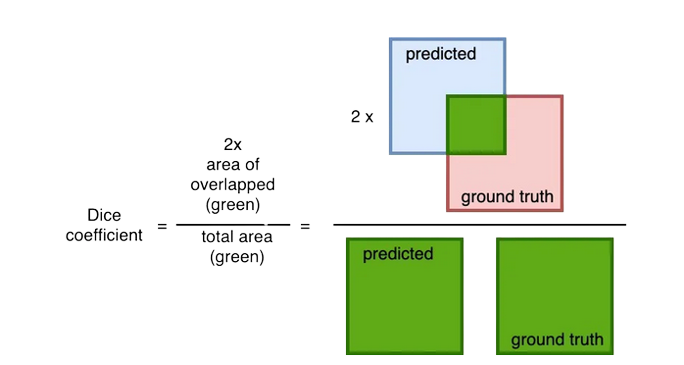 Dice
coefficient
=
2x
area of
overlapped
(green)
total area
(green)
=
2 x
predicted
ground truth
predicted
ground truth